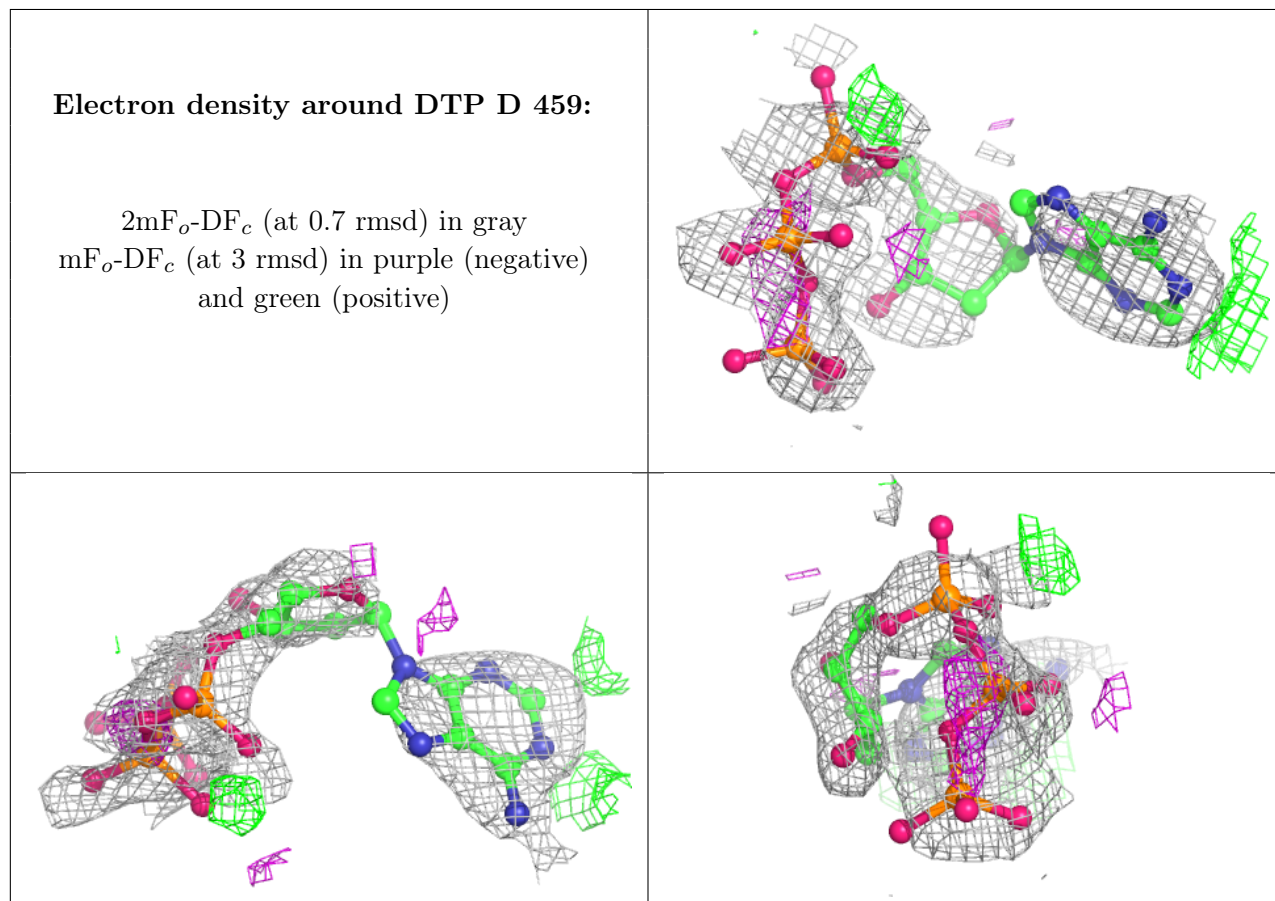 Electron density around DTP D 459:
2mFo-DFc (at 0.7 rmsd) in gray
mFo-DFc (at 3 rmsd) in purple (negative)
and green (positive)